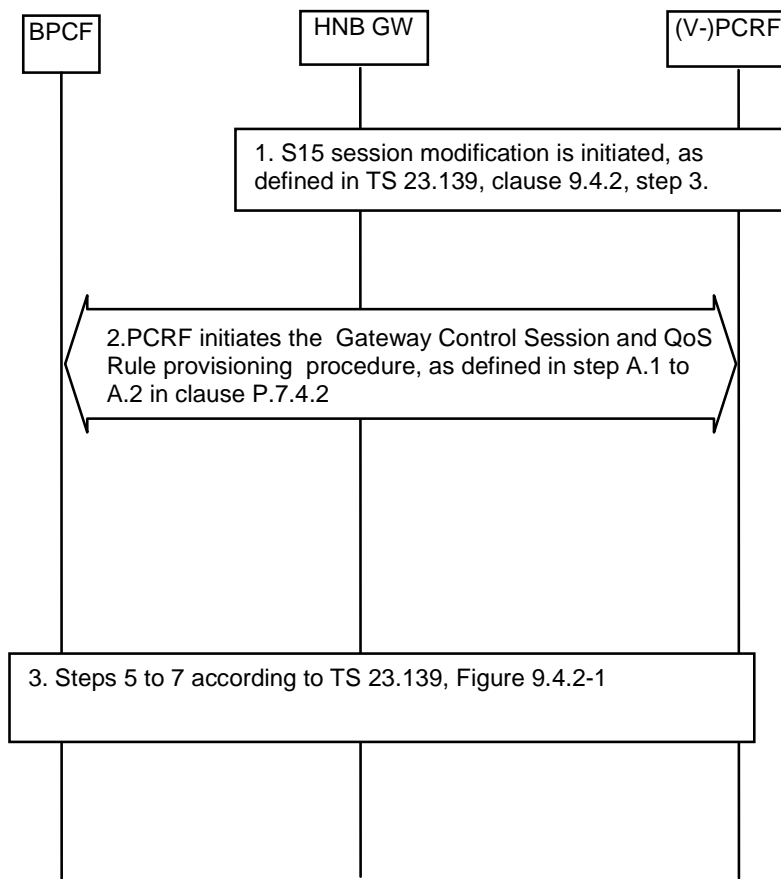 BPCF
HNB GW
(V-)PCRF
1. S15 session modification is initiated, as
defined in TS 23.139, clause 9.4.2, step 3.
2.PCRF initiates the Gateway Control Session and QoS
Rule provisioning procedure, as defined in step A.1 to
A.2 in clause P.7.4.2
3. Steps 5 to 7 according to TS 23.139, Figure 9.4.2-1